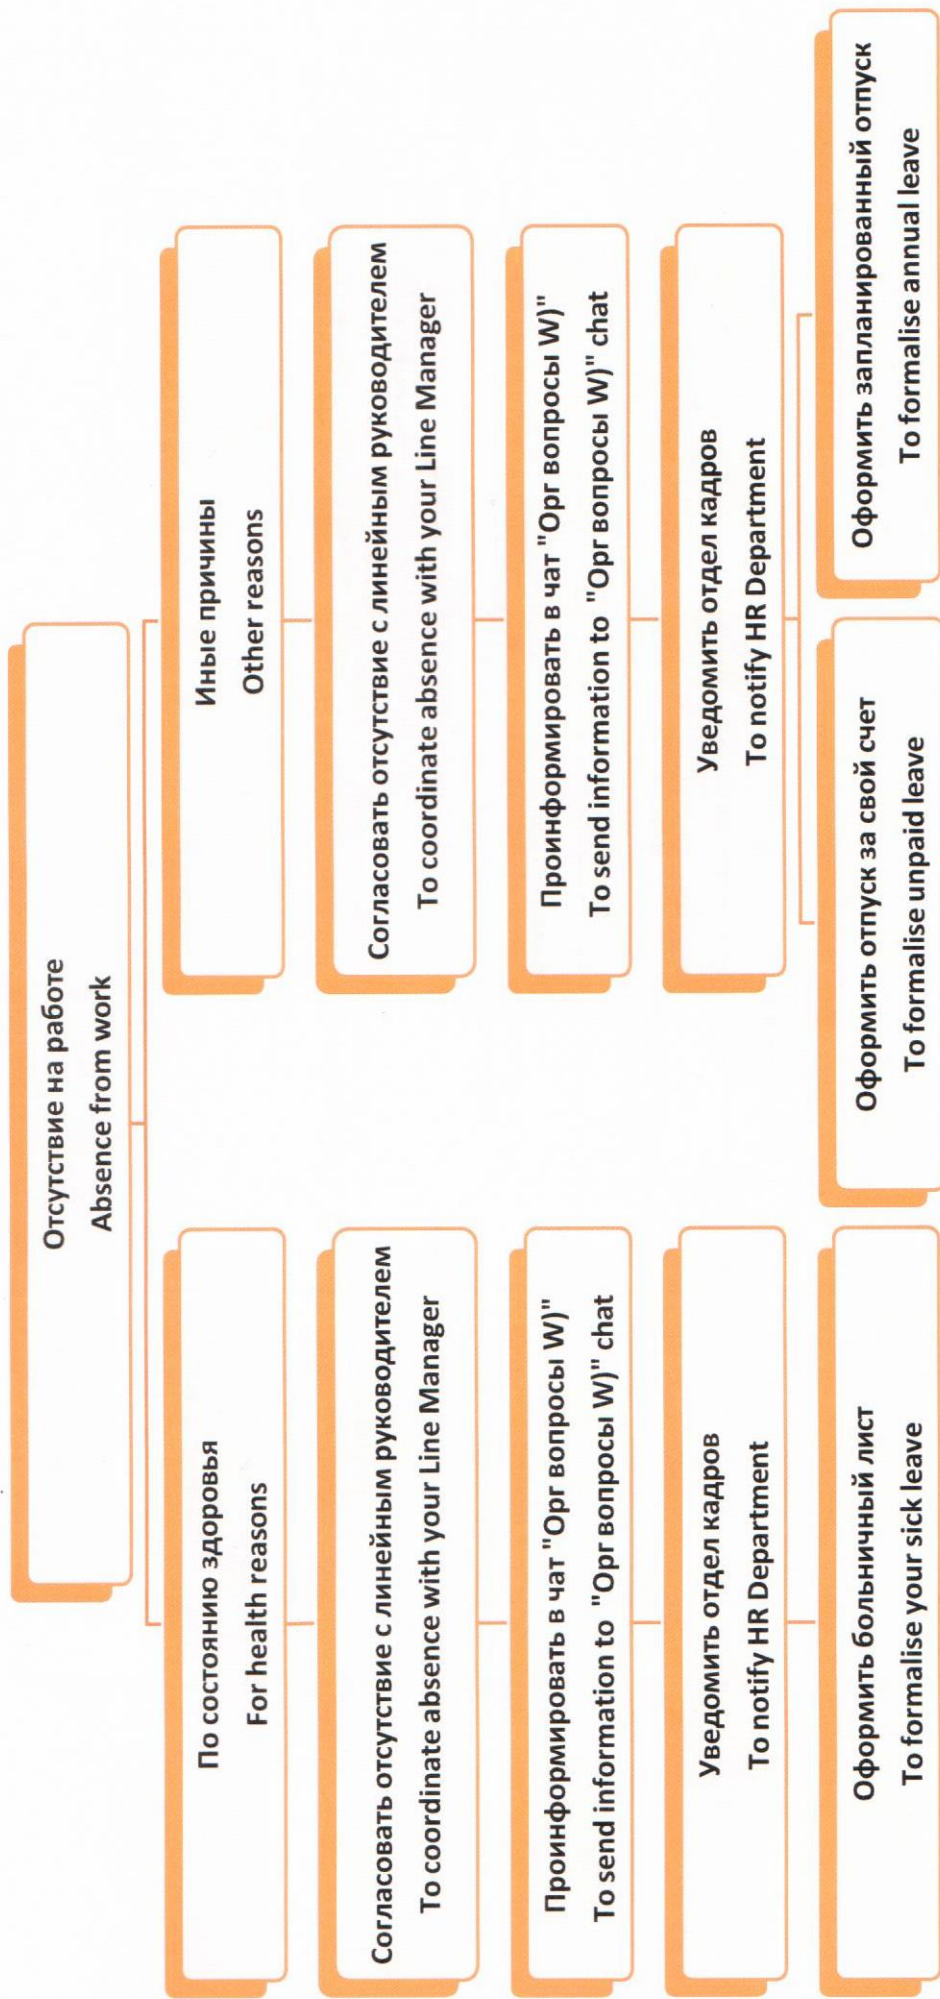 Отсутствие на работе
Absence from work
По состоянию здоровья
For health reasons
Согласовать отсутствие с линейным руководителем
To coordinate absence with your Line Manager
Проинформировать в чат "Орг вопросы W)"
To send information to "Орг вопросы W)" chat
Уведомить отдел кадров
To notify HR Department
Оформить больничный лист
To formalise your sick leave
Иные причины
Other reasons
Согласовать отсутствие с линейным руководителем
To coordinate absence with your Line Manager
Проинформировать в чат "Орг вопросы W)"
To send information to "Орг вопросы W)" chat
Уведомить отдел кадров
To notify HR Department
Оформить отпуск за свой счет
To formalise unpaid leave
Оформить запланированный отпуск
To formalise annual leave